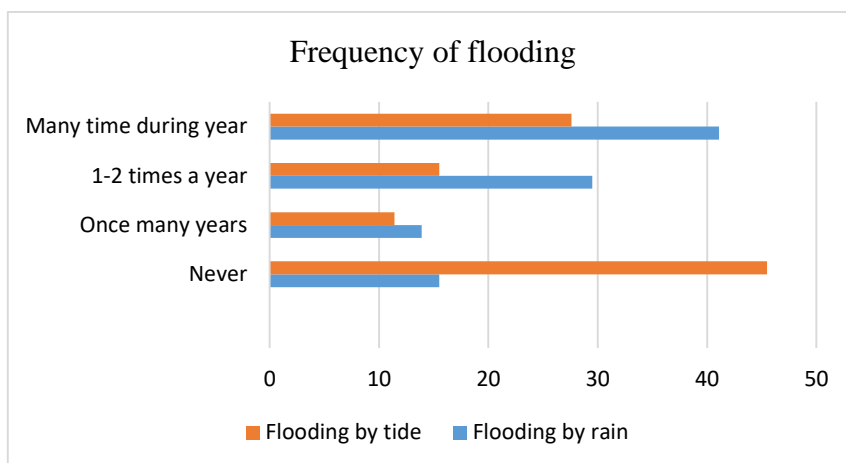 Frequency of flooding
Many time during year
1-2 times a year
Once many years
Never
0 10 20 30 40 50
Flooding by tide Flooding by rain